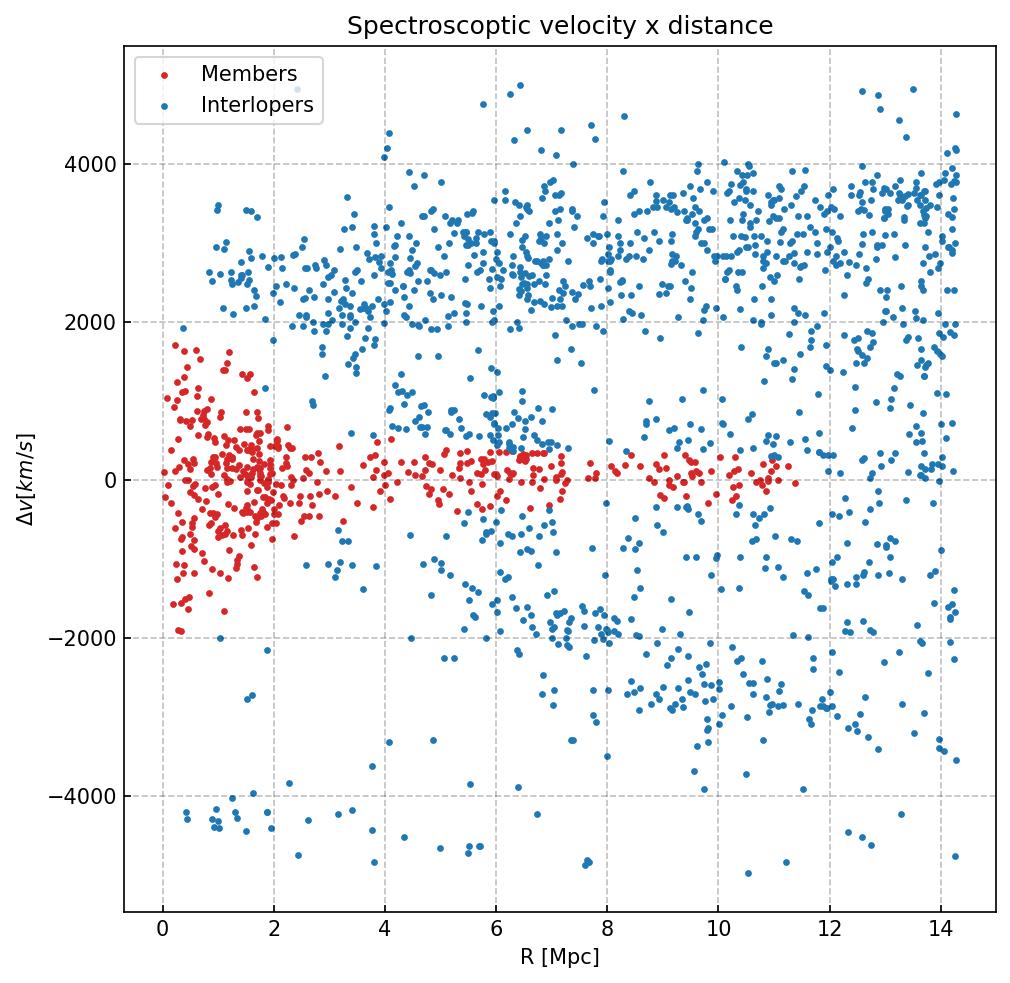 Spectroscoptic velocity x distance
Members
Interlopers
4000
2000
0
−2000
−4000
Δv[km/s]
0 2 4 6 8 10 12 14
R [Mpc]